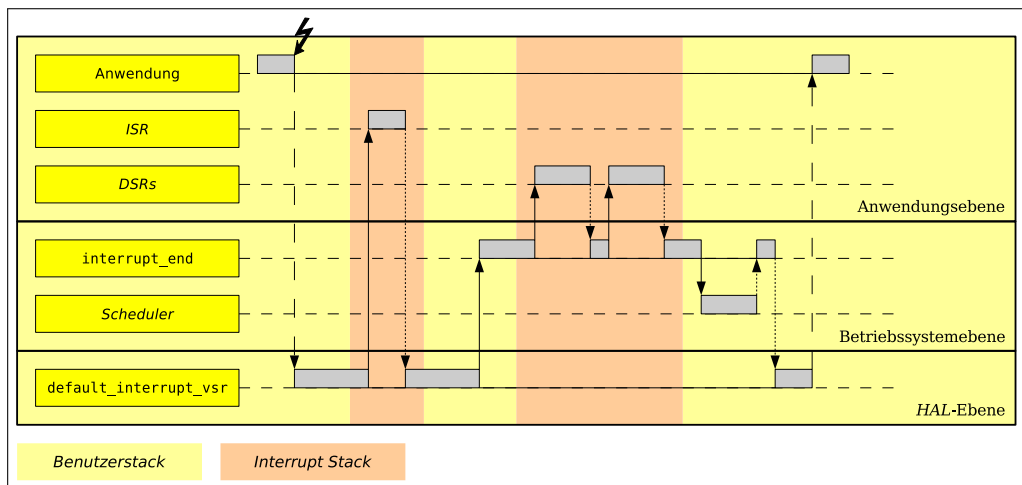 Anwendung
ISR
DSRs
Anwendungsebene
interrupt_end
Scheduler
Betriebssystemebene
default_interrupt_vsr
HAL-Ebene
Benutzerstack
Interrupt Stack